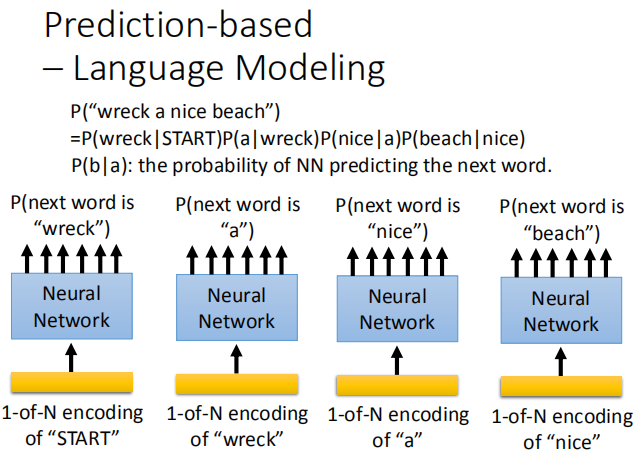 Prediction-based
– Language Modeling
P(“wreck a nice beach”)
=P(wreck|START)P(a|wreck)P(nice|a)P(beach|nice)
P(b|a): the probability of NN predicting the next word.
P(next word is
“wreck”)
P(next word is
“a”)
P(next word is
“nice”)
P(next word is
“beach”)
Neural
Network
Neural
Network
Neural
Network
Neural
Network
1-of-N encoding
of “START”
1-of-N encoding
of “wreck”
1-of-N encoding
of “a”
1-of-N encoding
of “nice”